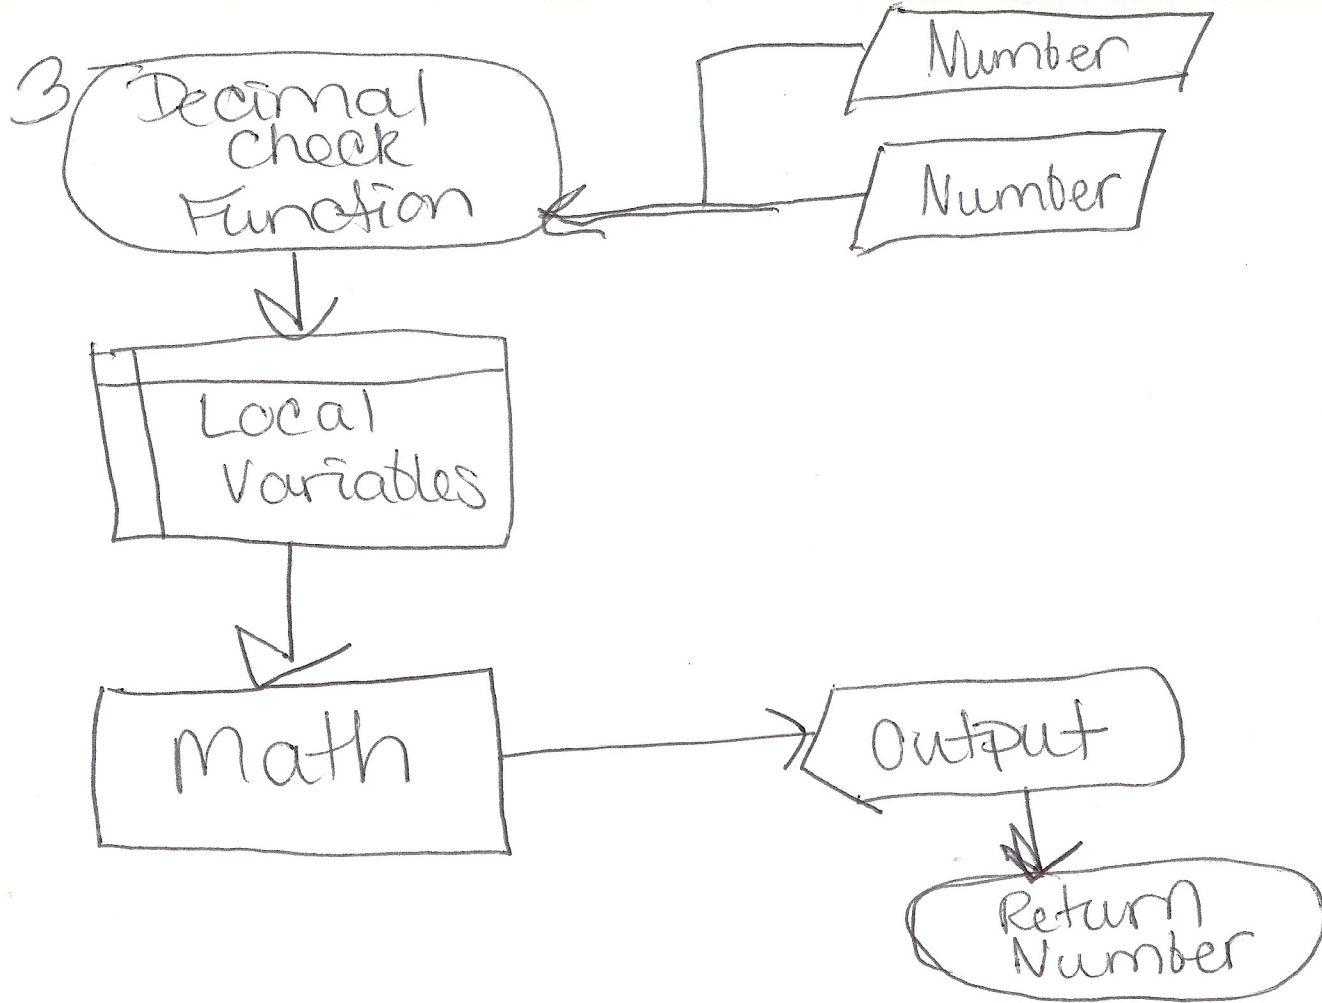 3
Decimal
Check
Function
Number
Number
Local
Variables
Math
Output
Return
Number